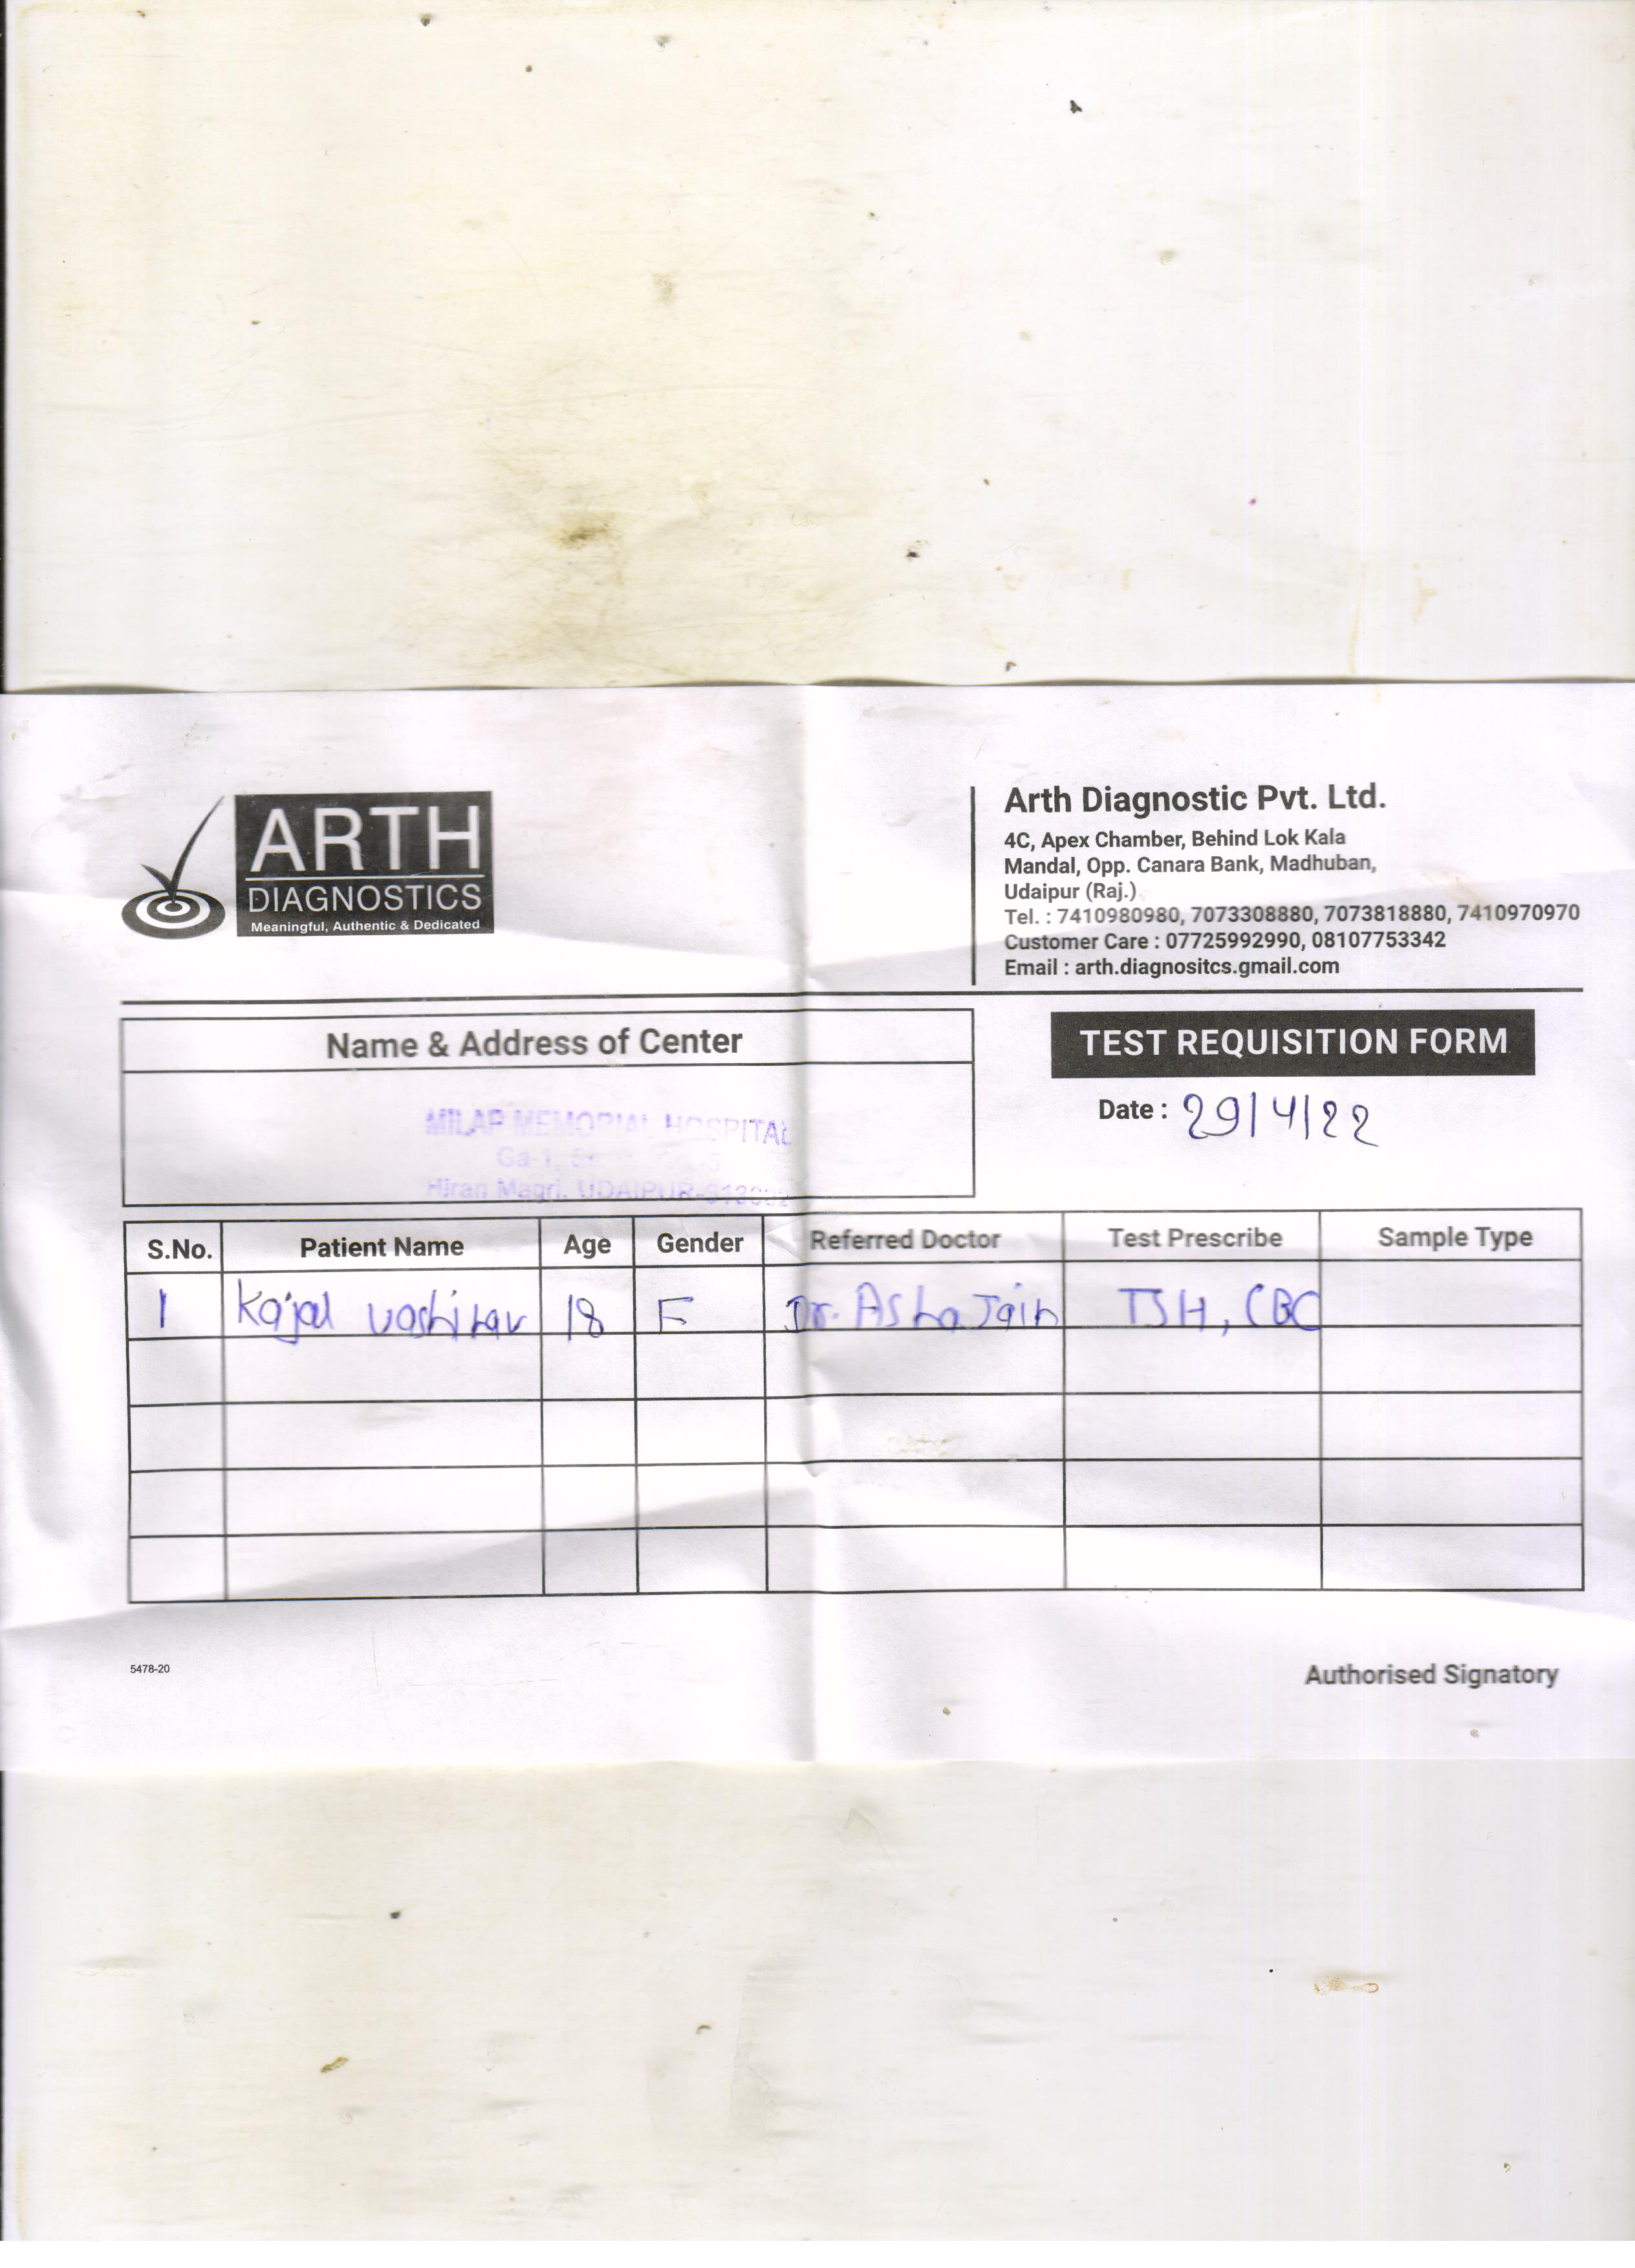 ARTH
DIAGNOSTICS
Meaningful, Authentic & Dedicated
Arth Diagnostic Pvt. Ltd.
4C, Apex Chamber, Behind Lok Kala
Mandal, Opp. Canara Bank, Madhuban,
Udaipur (Raj.)
Tel. : 7410980980, 7073308880, 7073818880, 7410970970
Customer Care : 07725992990, 08107753342
Email : arth.diagnositcs.gmail.com
Name & Address of Center
MILAP MEMORIAL HOSPITAL
Ga-1,
Hiran Magri, UDAIPUR-
TEST REQUISITION FORM
Date : 29/4/22
S.No. Patient Name Age Gender Referred Doctor Test Prescribe Sample Type
1 Kajal 18 F Dr. Asha Jain TSH, CBC
5478-20
Authorised Signatory